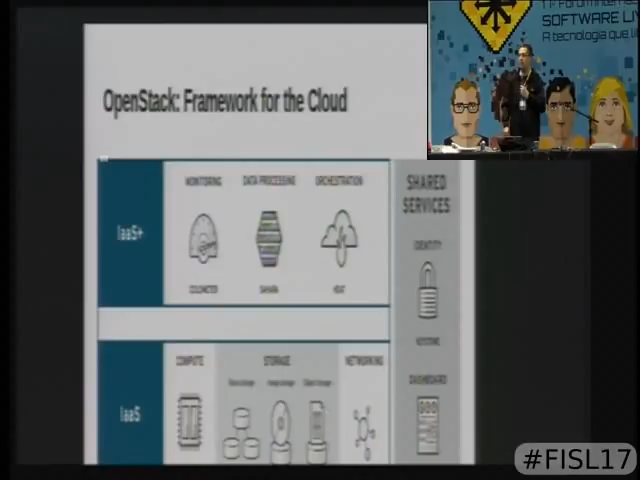 OpenStack: Framework for the Cloud
SOFTWARE LIV
A tecnologia que li
MONITORING
DATA PROCESSING
ORCHESTRATION
SHARED
SERVICES
IaaS+
IDENTITY
CEILOMETER
SAHARA
HEAT
KEYSTONE
COMPUTE
STORAGE
NETWORKING
DASHBOARD
IaaS
#FISL17